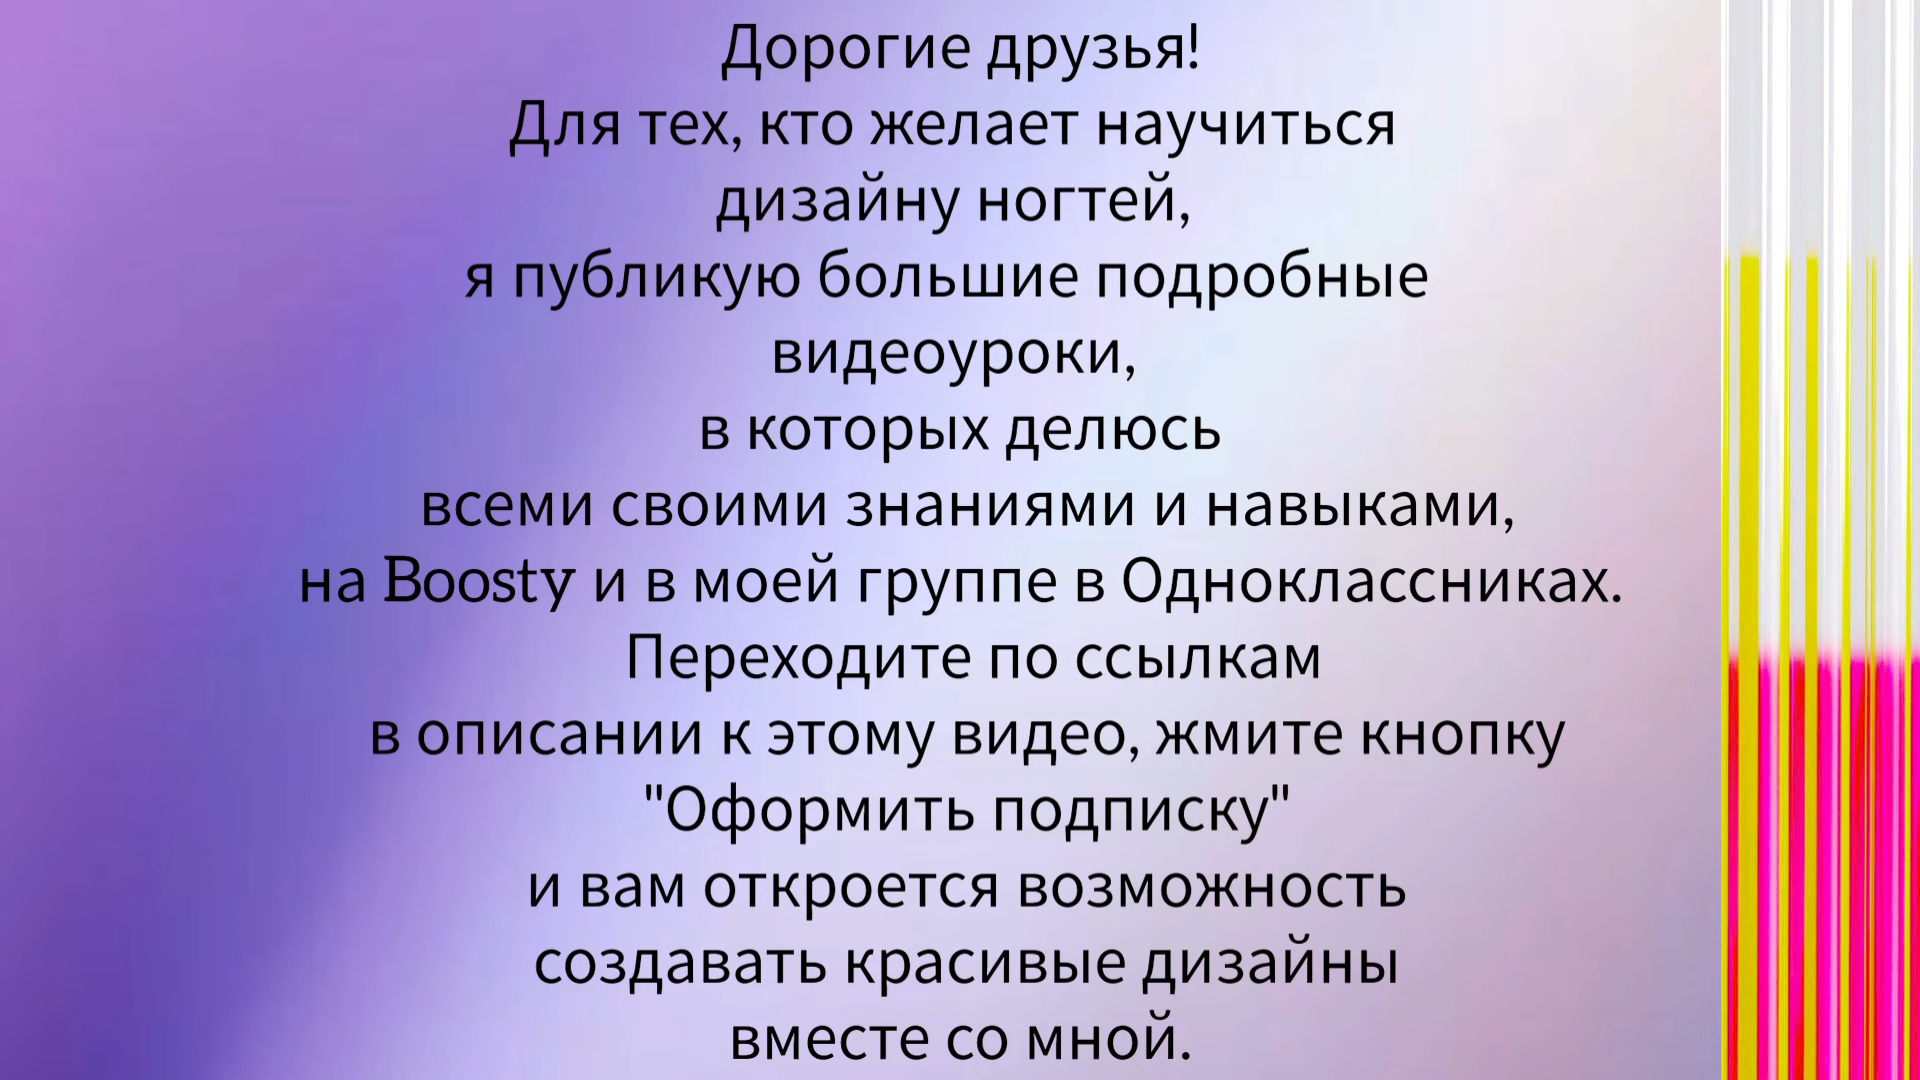 Дорогие друзья!
Для тех, кто желает научиться
дизайну ногтей,
я публикую большие подробные
видеоуроки,
в которых делюсь
всеми своими знаниями и навыками,
на Boosty и в моей группе в Одноклассниках.
Переходите по ссылкам
в описании к этому видео, жмите кнопку
"Оформить подписку"
и вам откроется возможность
создавать красивые дизайны
вместе со мной.